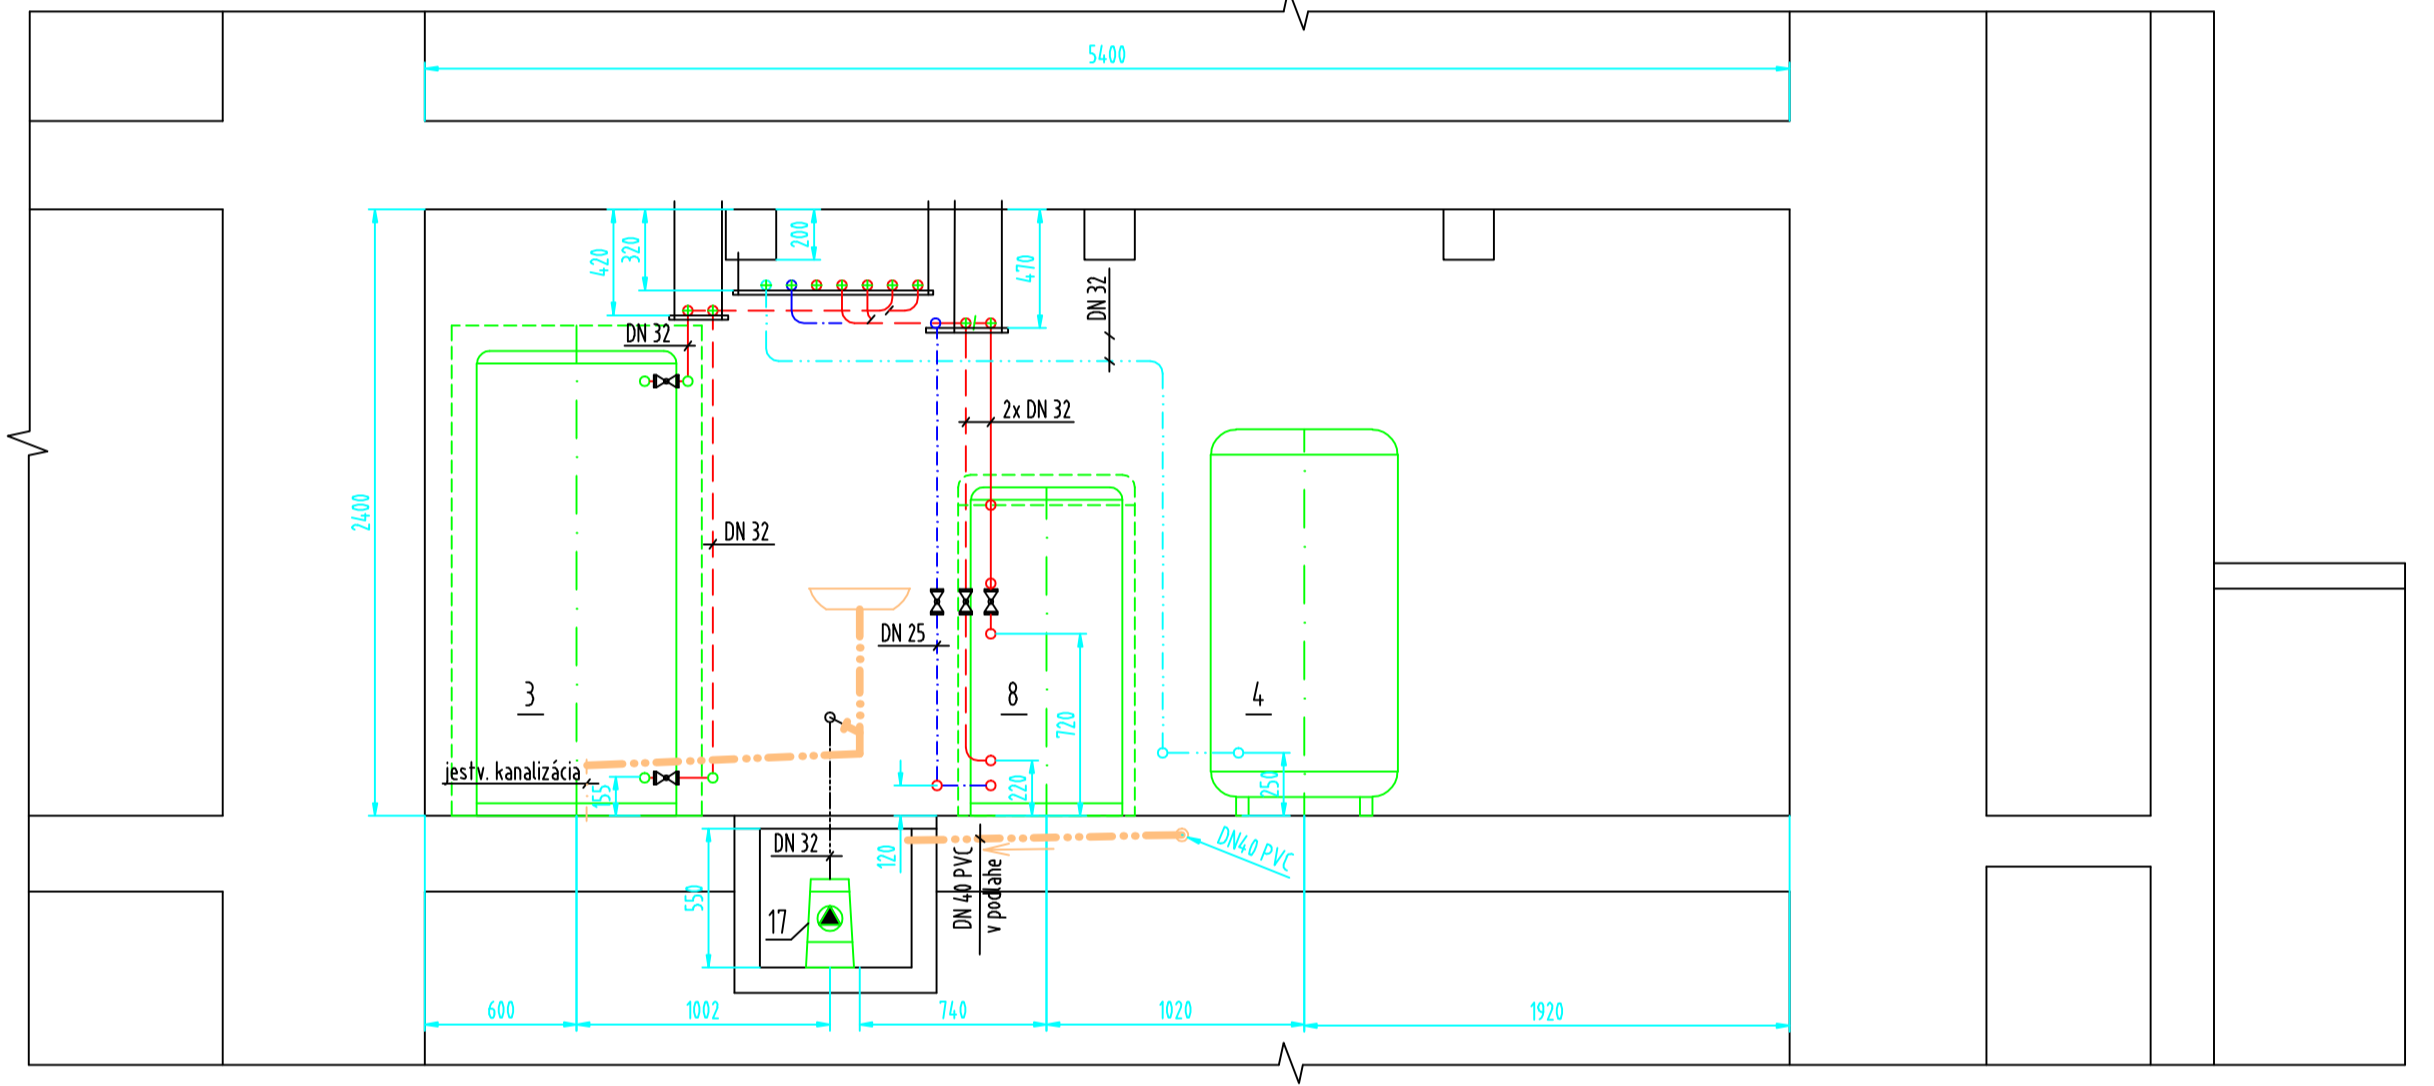 5400
200
320
420
470
DN 32
DN 32
2x DN 32
2400
DN 32
DN 25
3
8
4
720
jestv. kanalizácia
155
220
250
DN 32
120
DN 40 PVC
v podlahe
DN40 PVC
550
17
600
1002
740
1020
1920